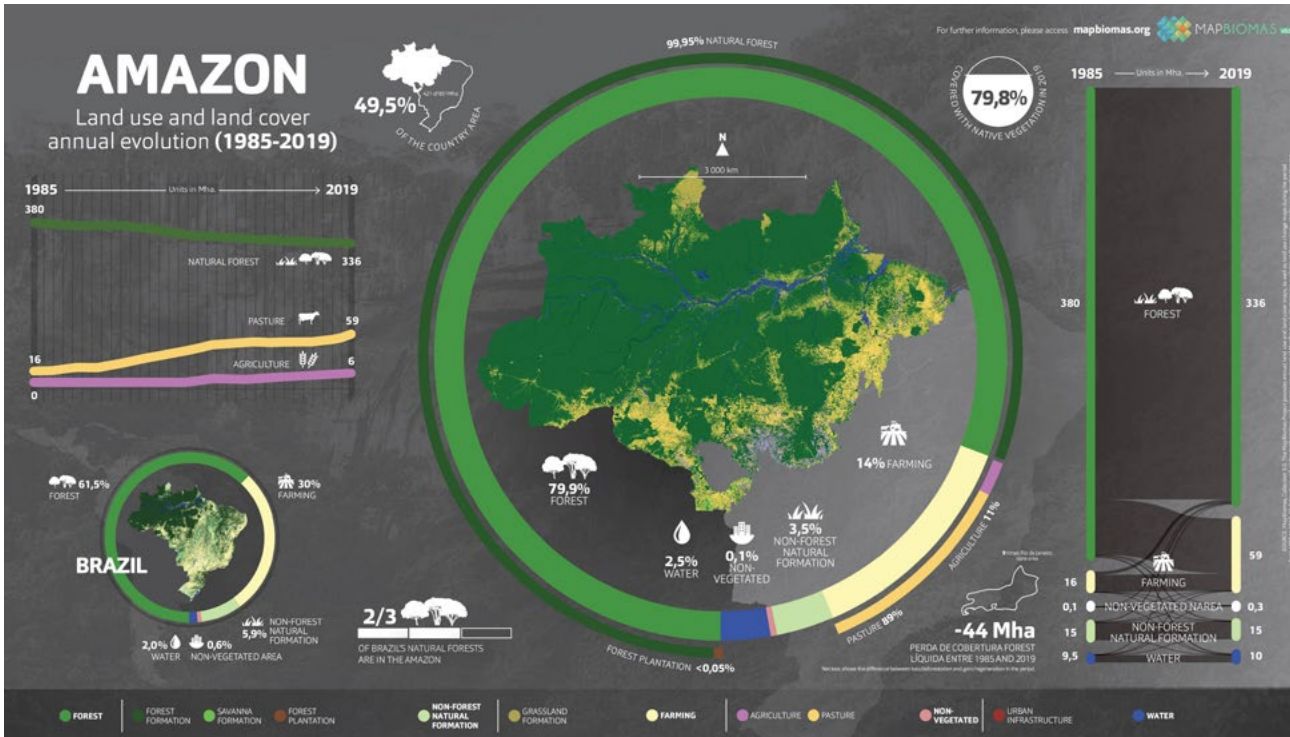 AMAZON
Land use and land cover
annual evolution (1985-2019)
49,5%
OF THE COUNTRY AREA
99,95% NATURAL FOREST
For further information, please access mapbiomas.org
MAPBIOMAS
COVERED WITH NATIVE VEGETATION IN 2019
79,8%
1985 Units in Mha. 2019
380
NATURAL FOREST
336
PASTURE
59
16
AGRICULTURE
6
0
FOREST 61,5%
30%
FARMING
BRAZIL
2,0%
WATER
0,6%
NON-VEGETATED AREA
NON-FOREST
NATURAL
5,9% FORMATION
2/3
OF BRAZIL'S NATURAL FORESTS
ARE IN THE AMAZON
N
3 000 km
79,9%
FOREST
2,5%
WATER
0,1%
NON-
VEGETATED
3,5%
NON-FOREST
NATURAL
FORMATION
14% FARMING
AGRICULTURE 11%
PASTURE 89%
FOREST PLANTATION <0,05%
-44 Mha
PERDA DE COBERTURA FOREST
LÍQUIDA ENTRE 1985 AND 2019
1985 Units in Mha. 2019
380
FOREST
336
16
FARMING
59
0,1
NON-VEGETATED NAREA
0,3
15
NON-FOREST
NATURAL FORMATION
15
9,5
WATER
10
FOREST
FOREST
FORMATION
SAVANNA
FORMATION
FOREST
PLANTATION
NON-FOREST
NATURAL
FORMATION
GRASSLAND
FORMATION
FARMING
AGRICULTURE
PASTURE
NON-
VEGETATED
URBAN
INFRASTRUCTURE
WATER